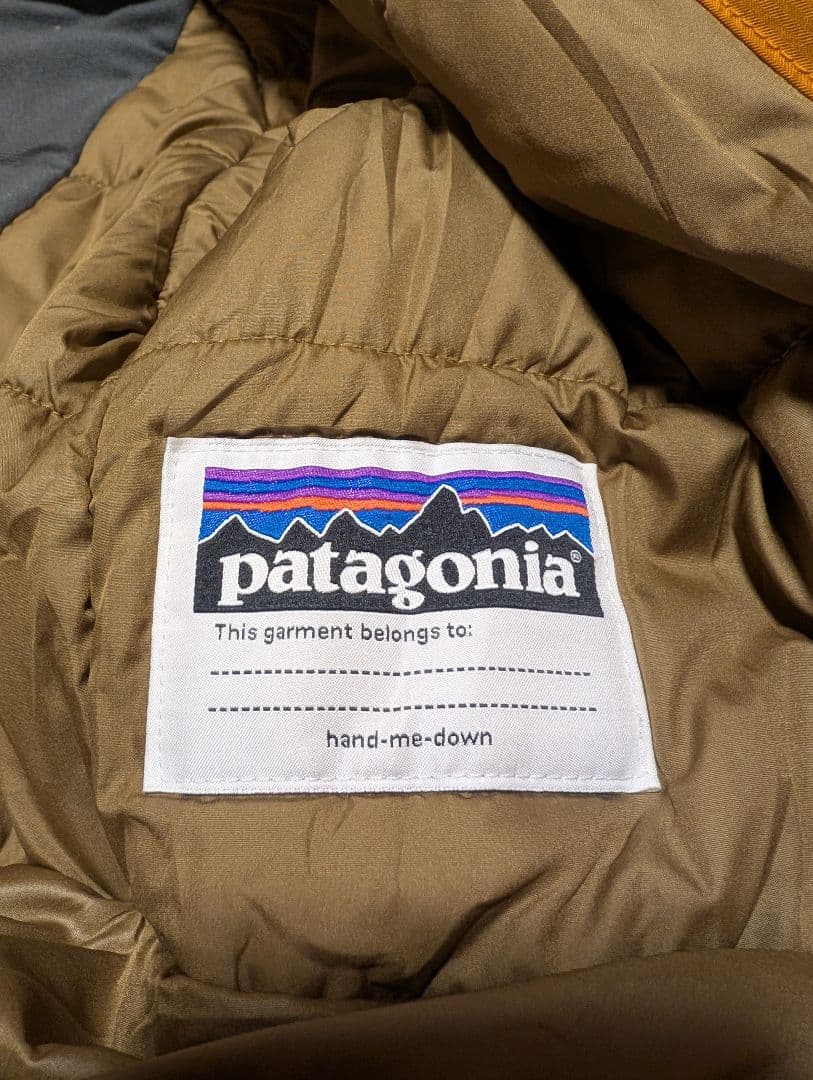 patagonia®
This garment belongs to:
hand-me-down